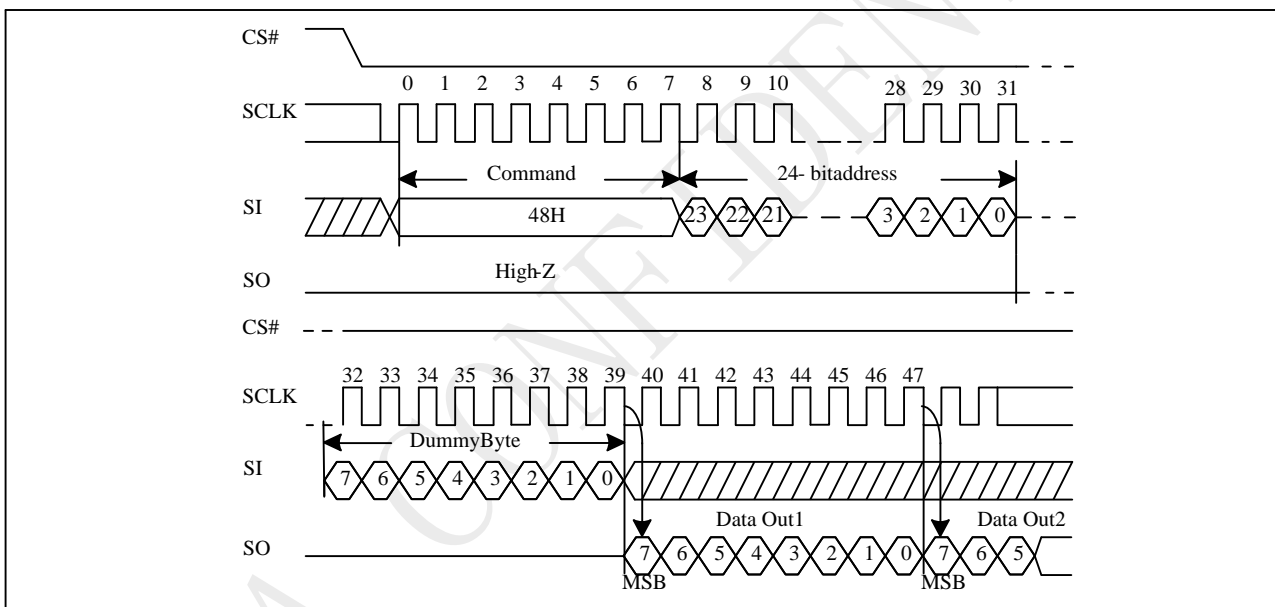 CS#
0 1 2 3 4 5 6 7 8 9 10 28 29 30 31
SCLK
Command 24- bitaddress
SI 48H 23 22 21 3 2 1 0
High-Z
SO
CS#
32 33 34 35 36 37 38 39 40 41 42 43 44 45 46 47
SCLK
DummyByte
SI 7 6 5 4 3 2 1 0
Data Out1 Data Out2
SO 7 6 5 4 3 2 1 0 7 6 5
MSB MSB
CONFIDEN